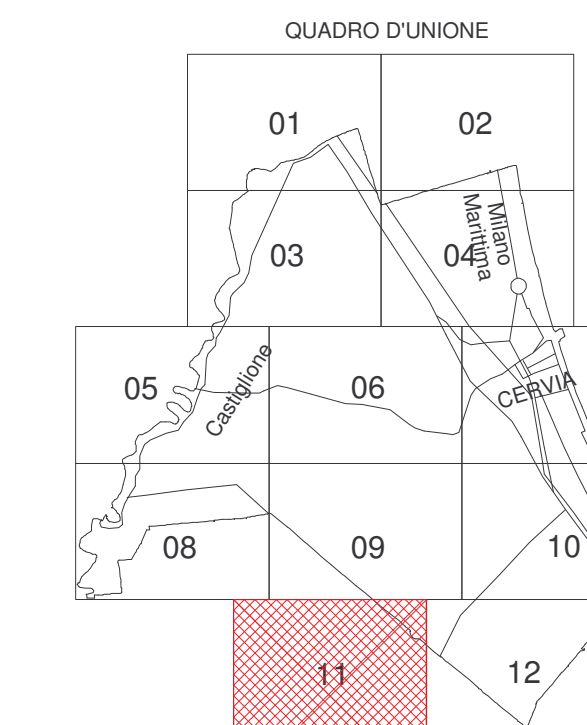 QUADRO D'UNIONE
01
02
03
04
Milano
Marittima
05
Castiglione
06
CERVIA
08
09
10
11
12